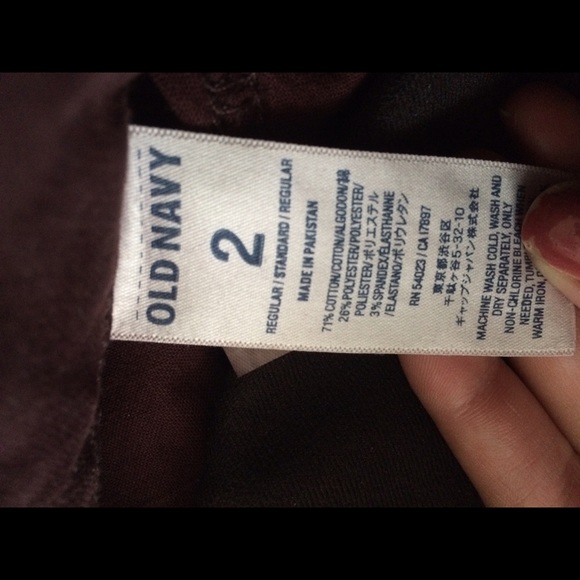 OLD NAVY
2
REGULAR / STANDARD / REGULAR
MADE IN PAKISTAN
71% COTTON/COTTON/ALGODON/綿
26% POLYESTER/POLYESTER/
POLIESTER/ポリエステル
3% SPANDEX/ELASTHANNE
/ELASTANO/ポリウレタン
RN 54023 / CA 17897
東京都渋谷区
千駄ヶ谷5-32-10
ギャップジャパン株式会社
MACHINE WASH COLD, WASH AND
DRY SEPARATELY, ONLY
NON-CHLORINE BLEACH WHEN
NEEDED, TUMBLE
WARM IRON,